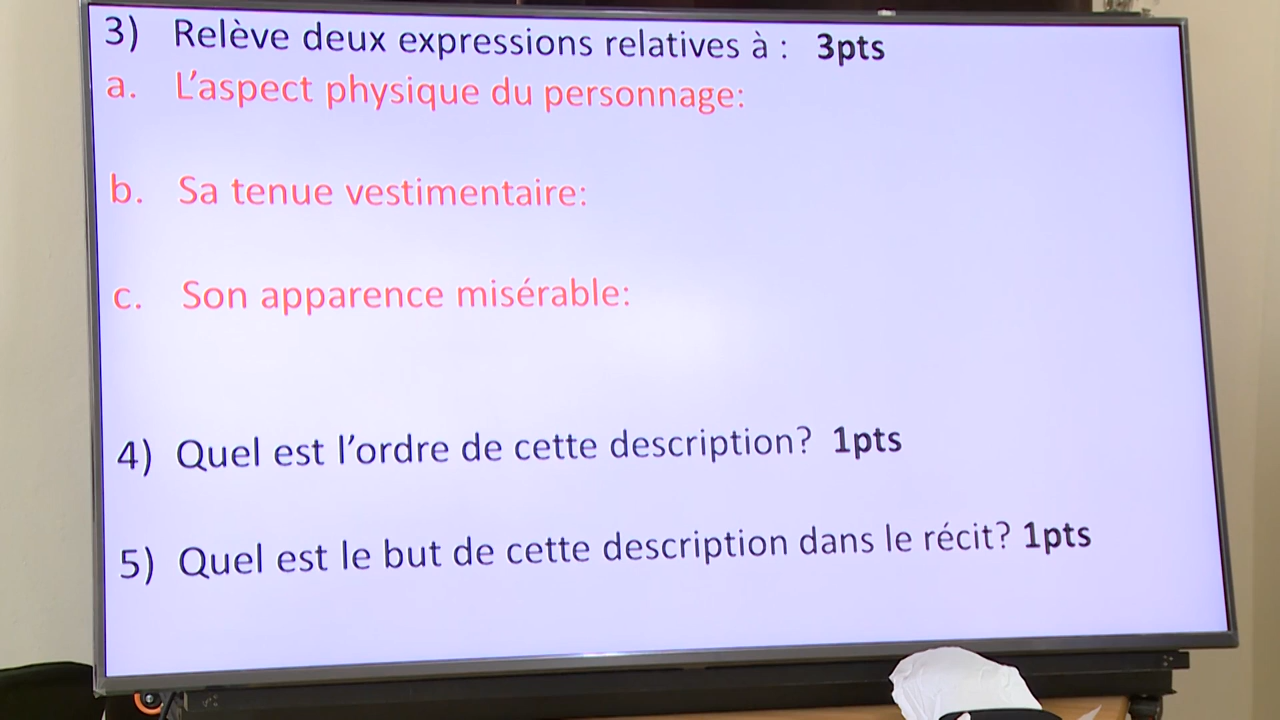 3) Relève deux expressions relatives à : 3pts
a. L’aspect physique du personnage:
b. Sa tenue vestimentaire:
c. Son apparence misérable:
4) Quel est l’ordre de cette description? 1pts
5) Quel est le but de cette description dans le récit? 1pts